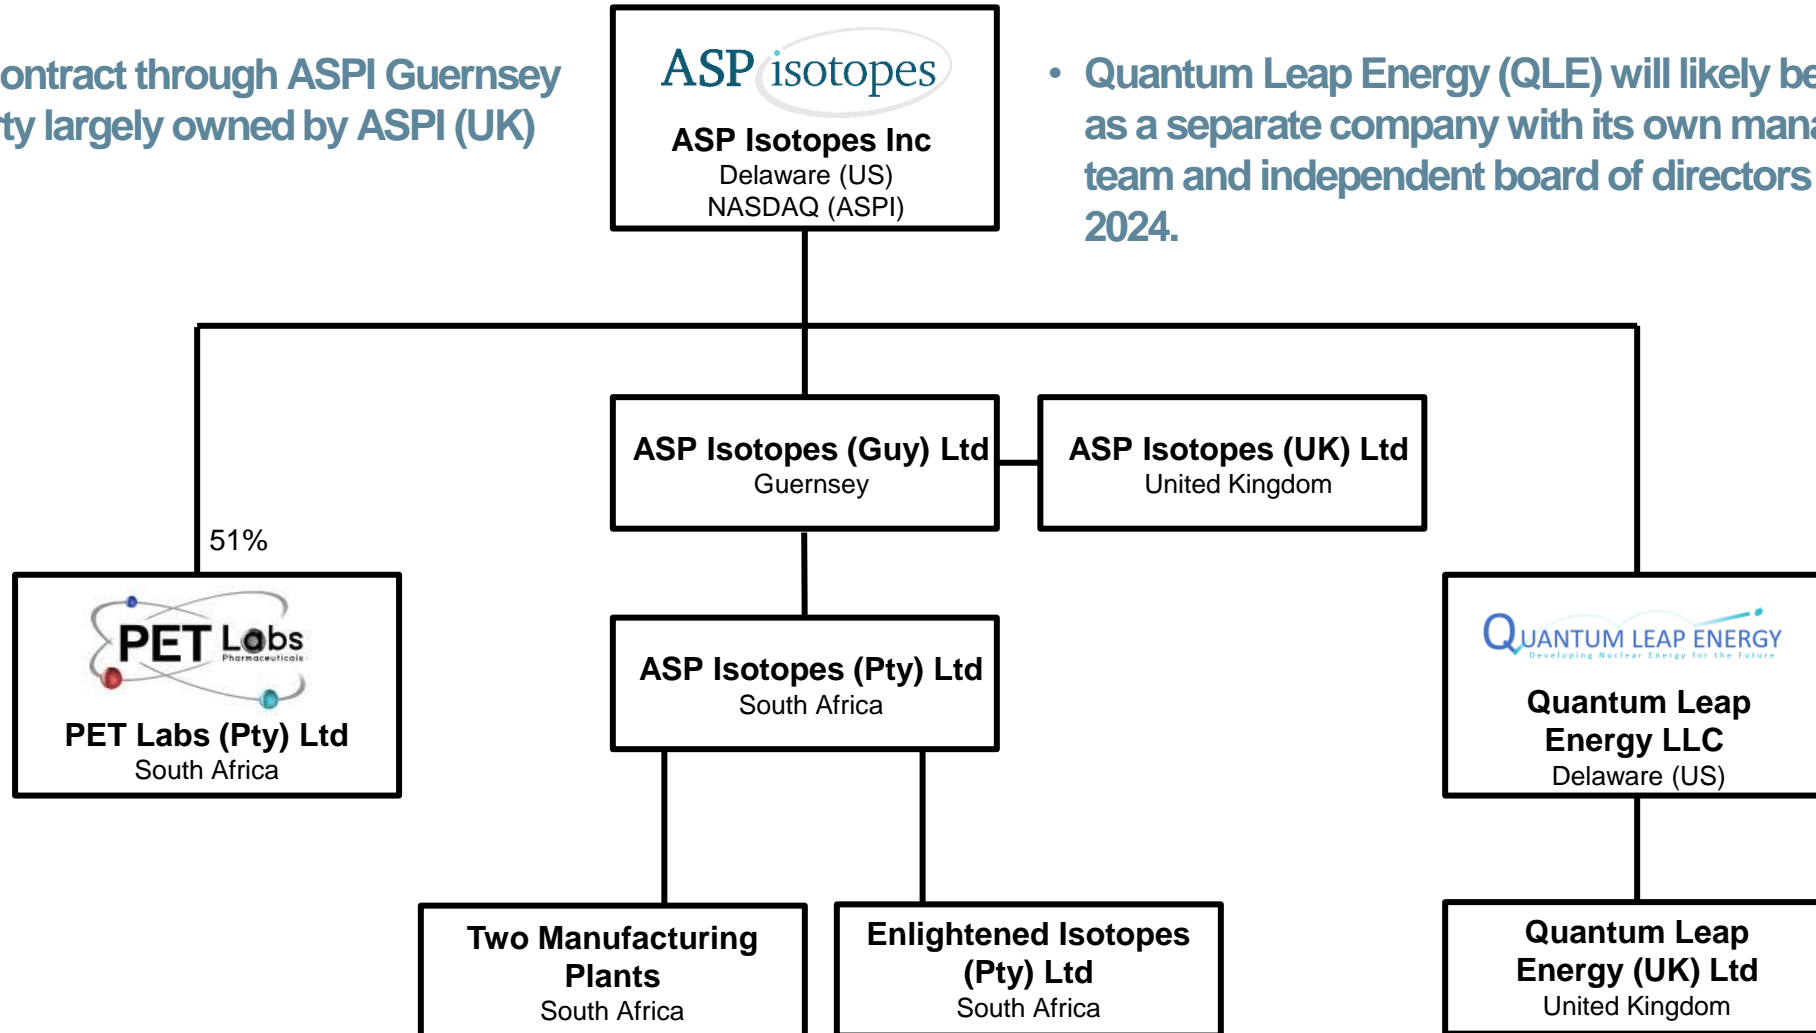 ontract through ASPI Guernsey
rty largely owned by ASPI (UK)
ASP isotopes
ASP Isotopes Inc
Delaware (US)
NASDAQ (ASPI)
• Quantum Leap Energy (QLE) will likely be
as a separate company with its own mana
team and independent board of directors
2024.
ASP Isotopes (Guy) Ltd
Guernsey
ASP Isotopes (UK) Ltd
United Kingdom
51%
PET Labs
Pharmaceuticals
PET Labs (Pty) Ltd
South Africa
ASP Isotopes (Pty) Ltd
South Africa
QUANTUM LEAP ENERGY
Developing Nuclear Energy for the Future
Quantum Leap
Energy LLC
Delaware (US)
Two Manufacturing
Plants
South Africa
Enlightened Isotopes
(Pty) Ltd
South Africa
Quantum Leap
Energy (UK) Ltd
United Kingdom